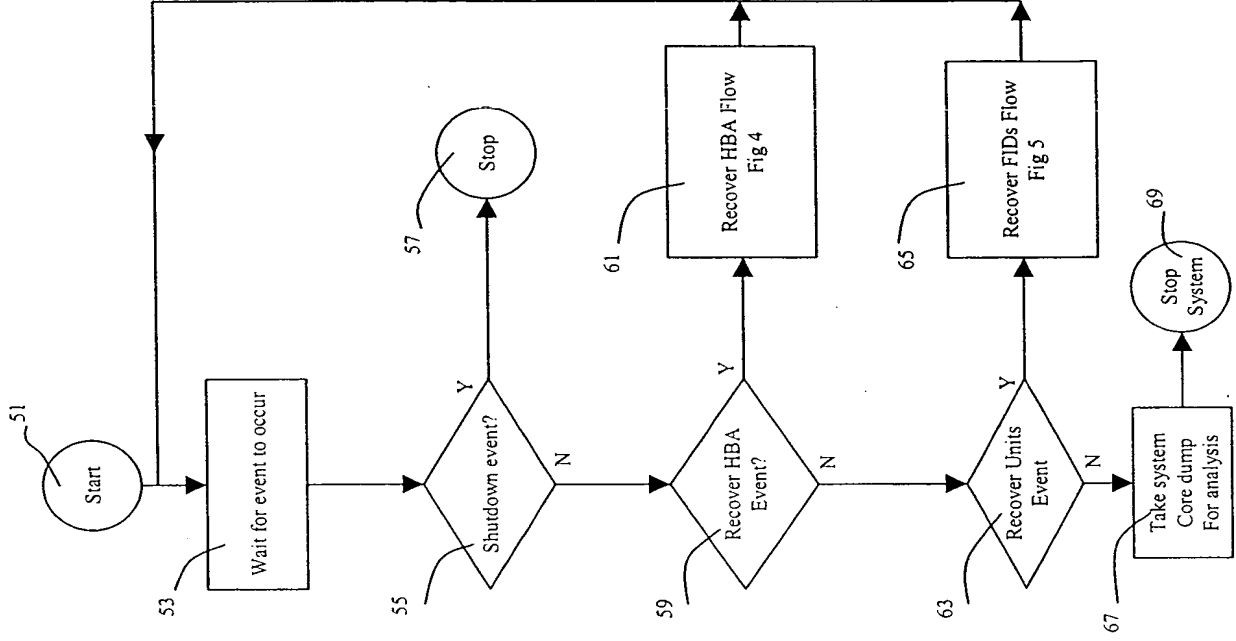 51
Start
53
Wait for event to occur
55
Shutdown event?
Y
N
57
Stop
59
Recover HBA
Event?
Y
N
61
Recover HBA Flow
Fig 4
63
Recover Units
Event
Y
N
65
Recover FIDs Flow
Fig 5
67
Take system
Core dump
For analysis
69
Stop
System